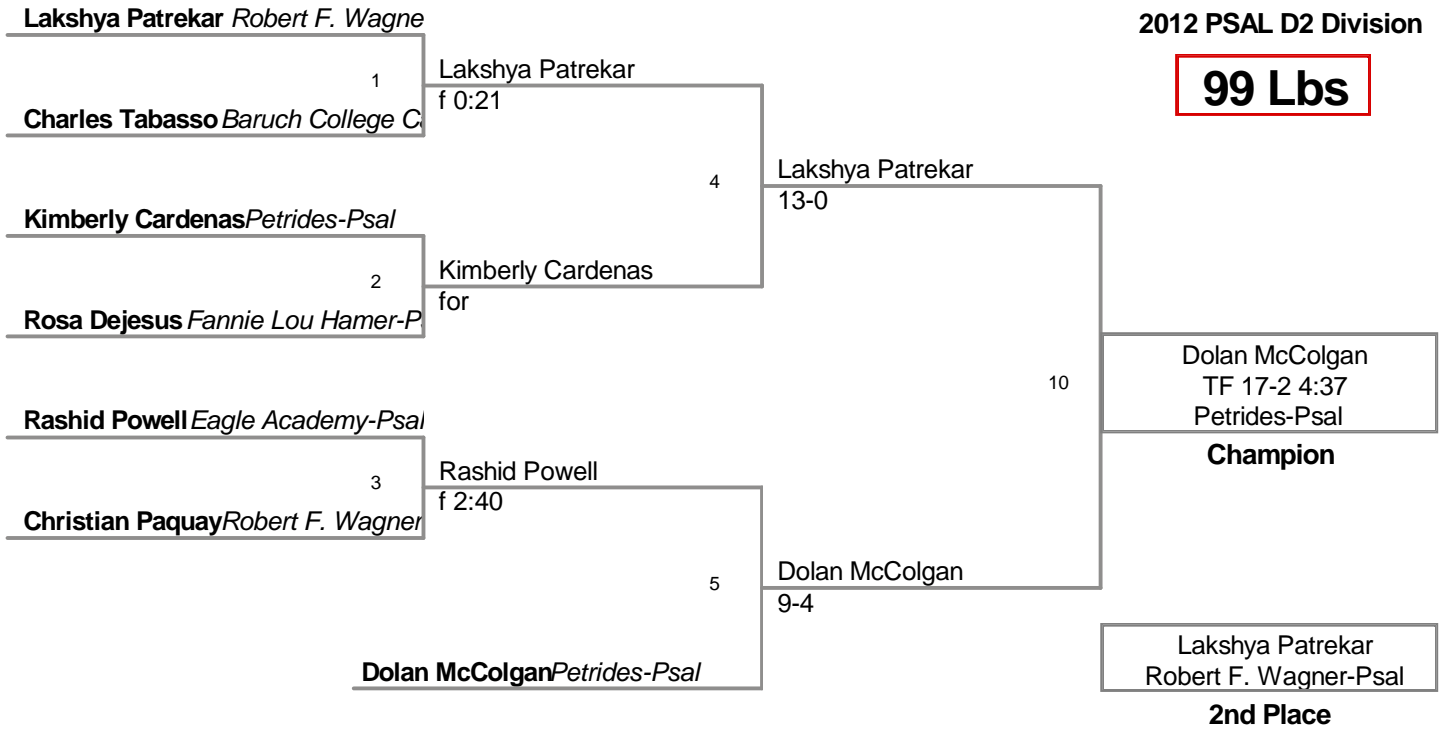 Lakshya Patrekar Robert F. Wagne
2012 PSAL D2 Division
99 Lbs
1
Lakshya Patrekar
f 0:21
Charles Tabasso Baruch College Ca
4
Lakshya Patrekar
13-0
Kimberly Cardenas Petrides-Psal
2
Kimberly Cardenas
for
Rosa Dejesus Fannie Lou Hamer-P
10
Dolan McColgan
TF 17-2 4:37
Petrides-Psal
Champion
Rashid Powell Eagle Academy-Psal
3
Rashid Powell
f 2:40
Christian Paquay Robert F. Wagner
5
Dolan McColgan
9-4
Dolan McColgan Petrides-Psal
Lakshya Patrekar
Robert F. Wagner-Psal
2nd Place